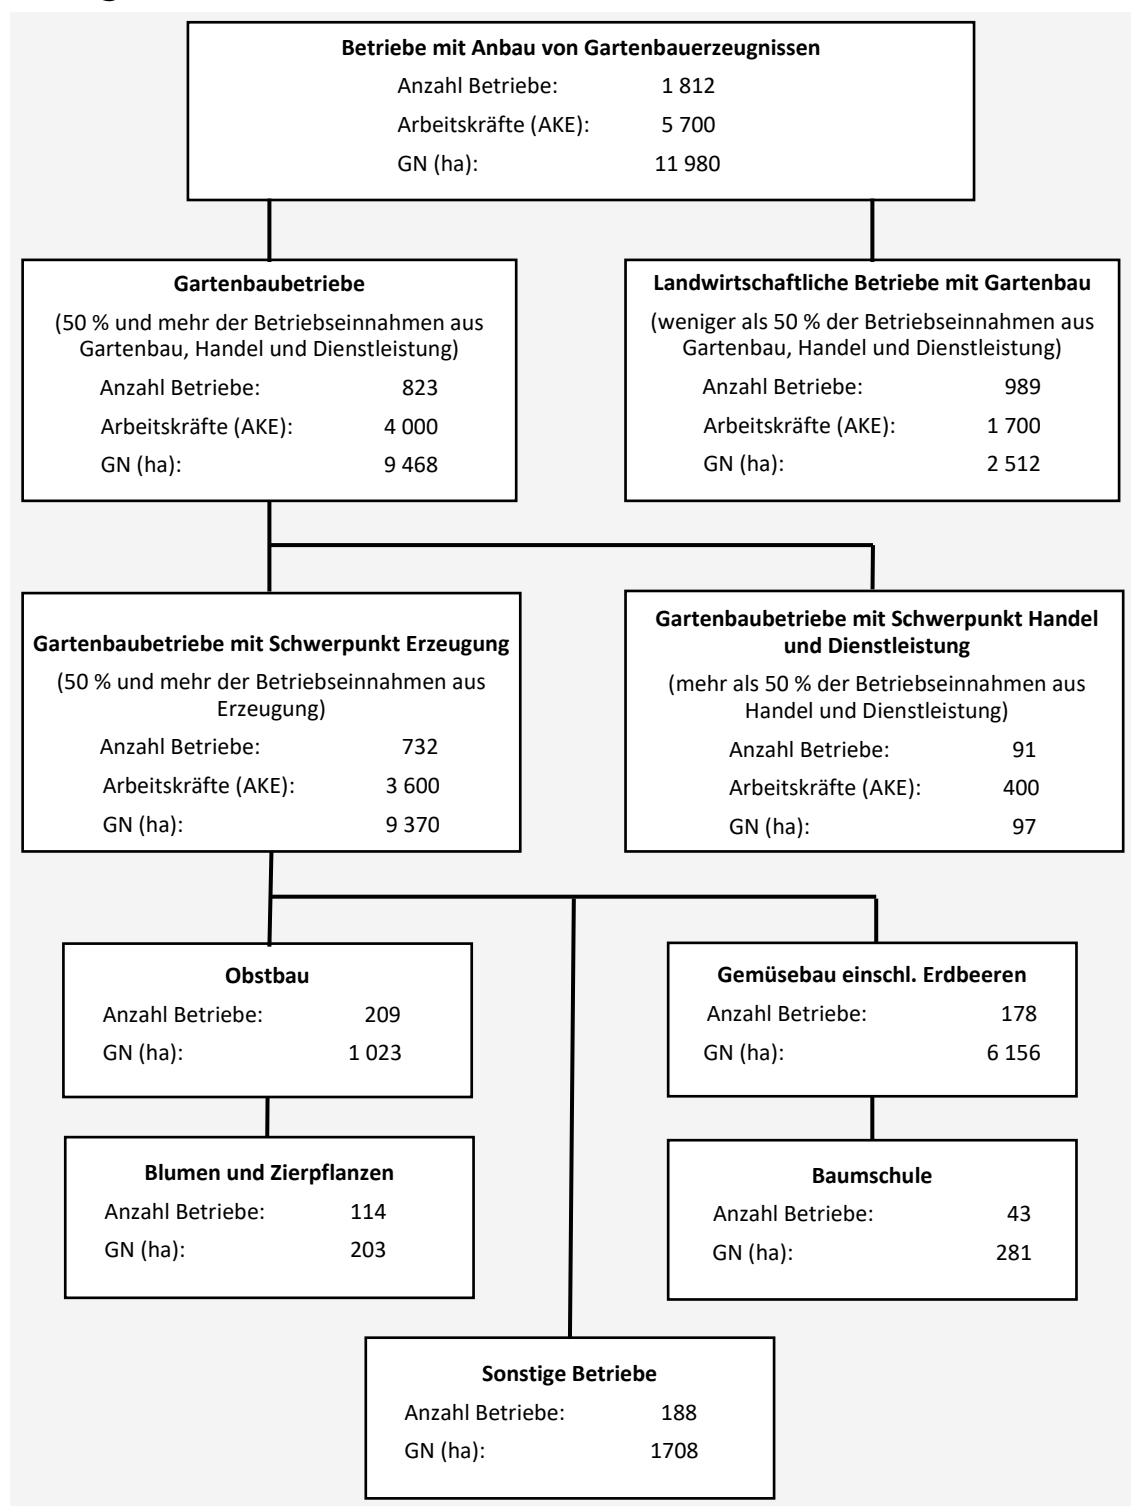 Betriebe mit Anbau von Gartenbauerzeugnissen
Anzahl Betriebe: 1 812
Arbeitskräfte (AKE): 5 700
GN (ha): 11 980
Gartenbaubetriebe
(50 % und mehr der Betriebseinnahmen aus
Gartenbau, Handel und Dienstleistung)
Anzahl Betriebe: 823
Arbeitskräfte (AKE): 4 000
GN (ha): 9 468
Landwirtschaftliche Betriebe mit Gartenbau
(weniger als 50 % der Betriebseinnahmen aus
Gartenbau, Handel und Dienstleistung)
Anzahl Betriebe: 989
Arbeitskräfte (AKE): 1 700
GN (ha): 2 512
Gartenbaubetriebe mit Schwerpunkt Erzeugung
(50 % und mehr der Betriebseinnahmen aus
Erzeugung)
Anzahl Betriebe: 732
Arbeitskräfte (AKE): 3 600
GN (ha): 9 370
Gartenbaubetriebe mit Schwerpunkt Handel
und Dienstleistung
(mehr als 50 % der Betriebseinnahmen aus
Handel und Dienstleistung)
Anzahl Betriebe: 91
Arbeitskräfte (AKE): 400
GN (ha): 97
Obstbau
Anzahl Betriebe: 209
GN (ha): 1 023
Gemüsebau einschl. Erdbeeren
Anzahl Betriebe: 178
GN (ha): 6 156
Blumen und Zierpflanzen
Anzahl Betriebe: 114
GN (ha): 203
Baumschule
Anzahl Betriebe: 43
GN (ha): 281
Sonstige Betriebe
Anzahl Betriebe: 188
GN (ha): 1708